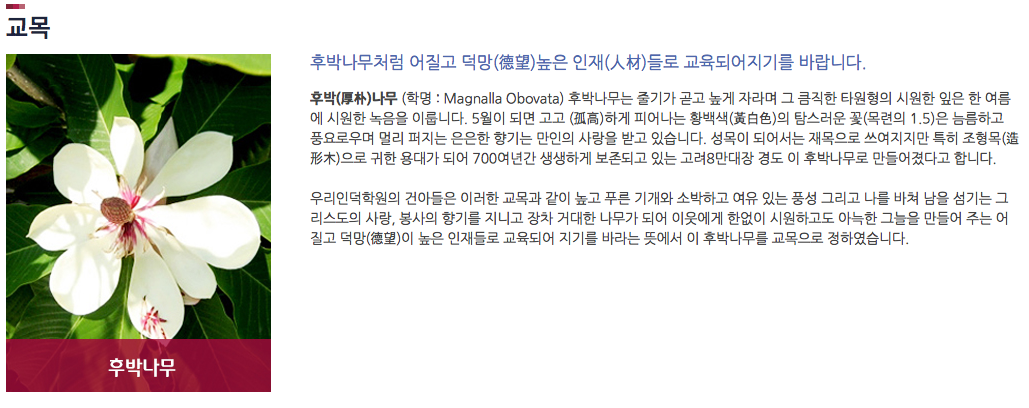 교목
후박나무처럼 어질고 덕망(德望)높은 인재(人材)들로 교육되어지기를 바랍니다.
후박(厚朴)나무 (학명 : Magnalla Obovata) 후박나무는 줄기가 곧고 높게 자라며 그 큼직한 타원형의 시원한 잎은 한 여름
에 시원한 녹음을 이룹니다. 5월이 되면 고고 (孤高)하게 피어나는 황백색(黃白色)의 탐스러운 꽃(목련의 1.5)은 늠름하고
풍요로우며 멀리 퍼지는 은은한 향기는 만인의 사랑을 받고 있습니다. 성목이 되어서는 재목으로 쓰여지지만 특히 조형목(造
形木)으로 귀한 용대가 되어 700여년간 생생하게 보존되고 있는 고려8만대장 경도 이 후박나무로 만들어졌다고 합니다.
우리인덕학원의 건아들은 이러한 교목과 같이 높고 푸른 기개와 소박하고 여유 있는 풍성 그리고 나를 바쳐 남을 섬기는 그
리스도의 사랑, 봉사의 향기를 지니고 장차 거대한 나무가 되어 이웃에게 한없이 시원하고도 아늑한 그늘을 만들어 주는 어
질고 덕망(德望)이 높은 인재들로 교육되어 지기를 바라는 뜻에서 이 후박나무를 교목으로 정하였습니다.
후박나무